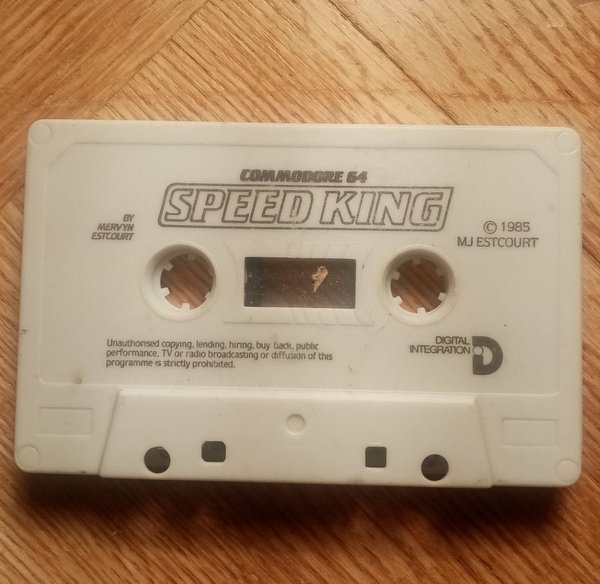 COMMODORE 64
SPEED KING
BY
MERVYN
ESTCOURT
© 1985
MJ ESTCOURT
Unauthorised copying, lending, hiring, buy back, public
performance, TV or radio broadcasting or diffusion of this
programme is strictly prohibited.
DIGITAL
INTEGRATION